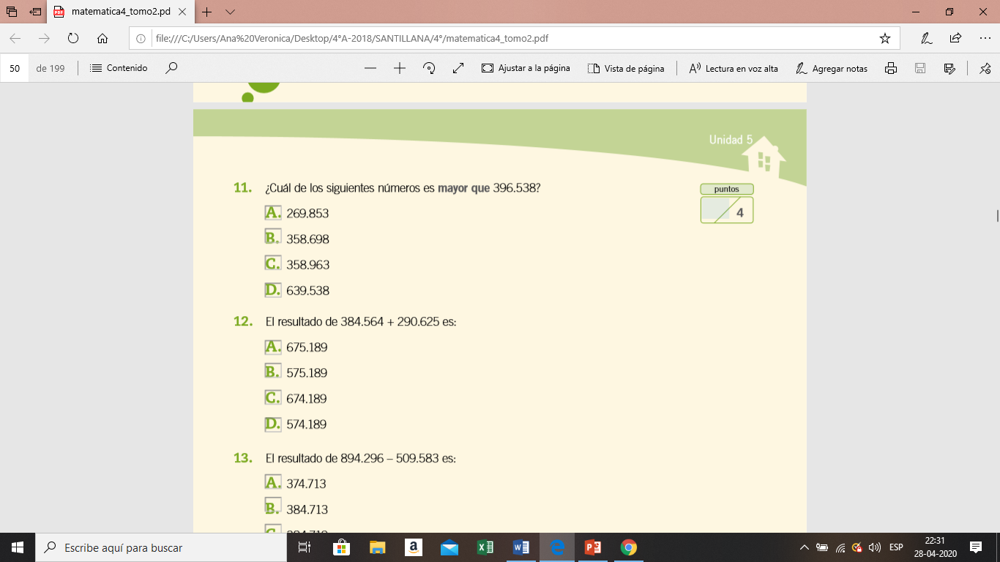 matematica4_tomo2.pd
file:///C:/Users/Ana%20Veronica/Desktop/4°A-2018/SANTILLANA/4°/matematica4_tomo2.pdf
50 de 199 Contenido Ajustar a la página Vista de página Lectura en voz alta Agregar notas
Unidad 5
11. ¿Cuál de los siguientes números es mayor que 396.538?
puntos
4
A. 269.853
B. 358.698
C. 358.963
D. 639.538
12. El resultado de 384.564 + 290.625 es:
A. 675.189
B. 575.189
C. 674.189
D. 574.189
13. El resultado de 894.296 – 509.583 es:
A. 374.713
B. 384.713
C.
Escribe aquí para buscar
ESP
22:31
28-04-2020